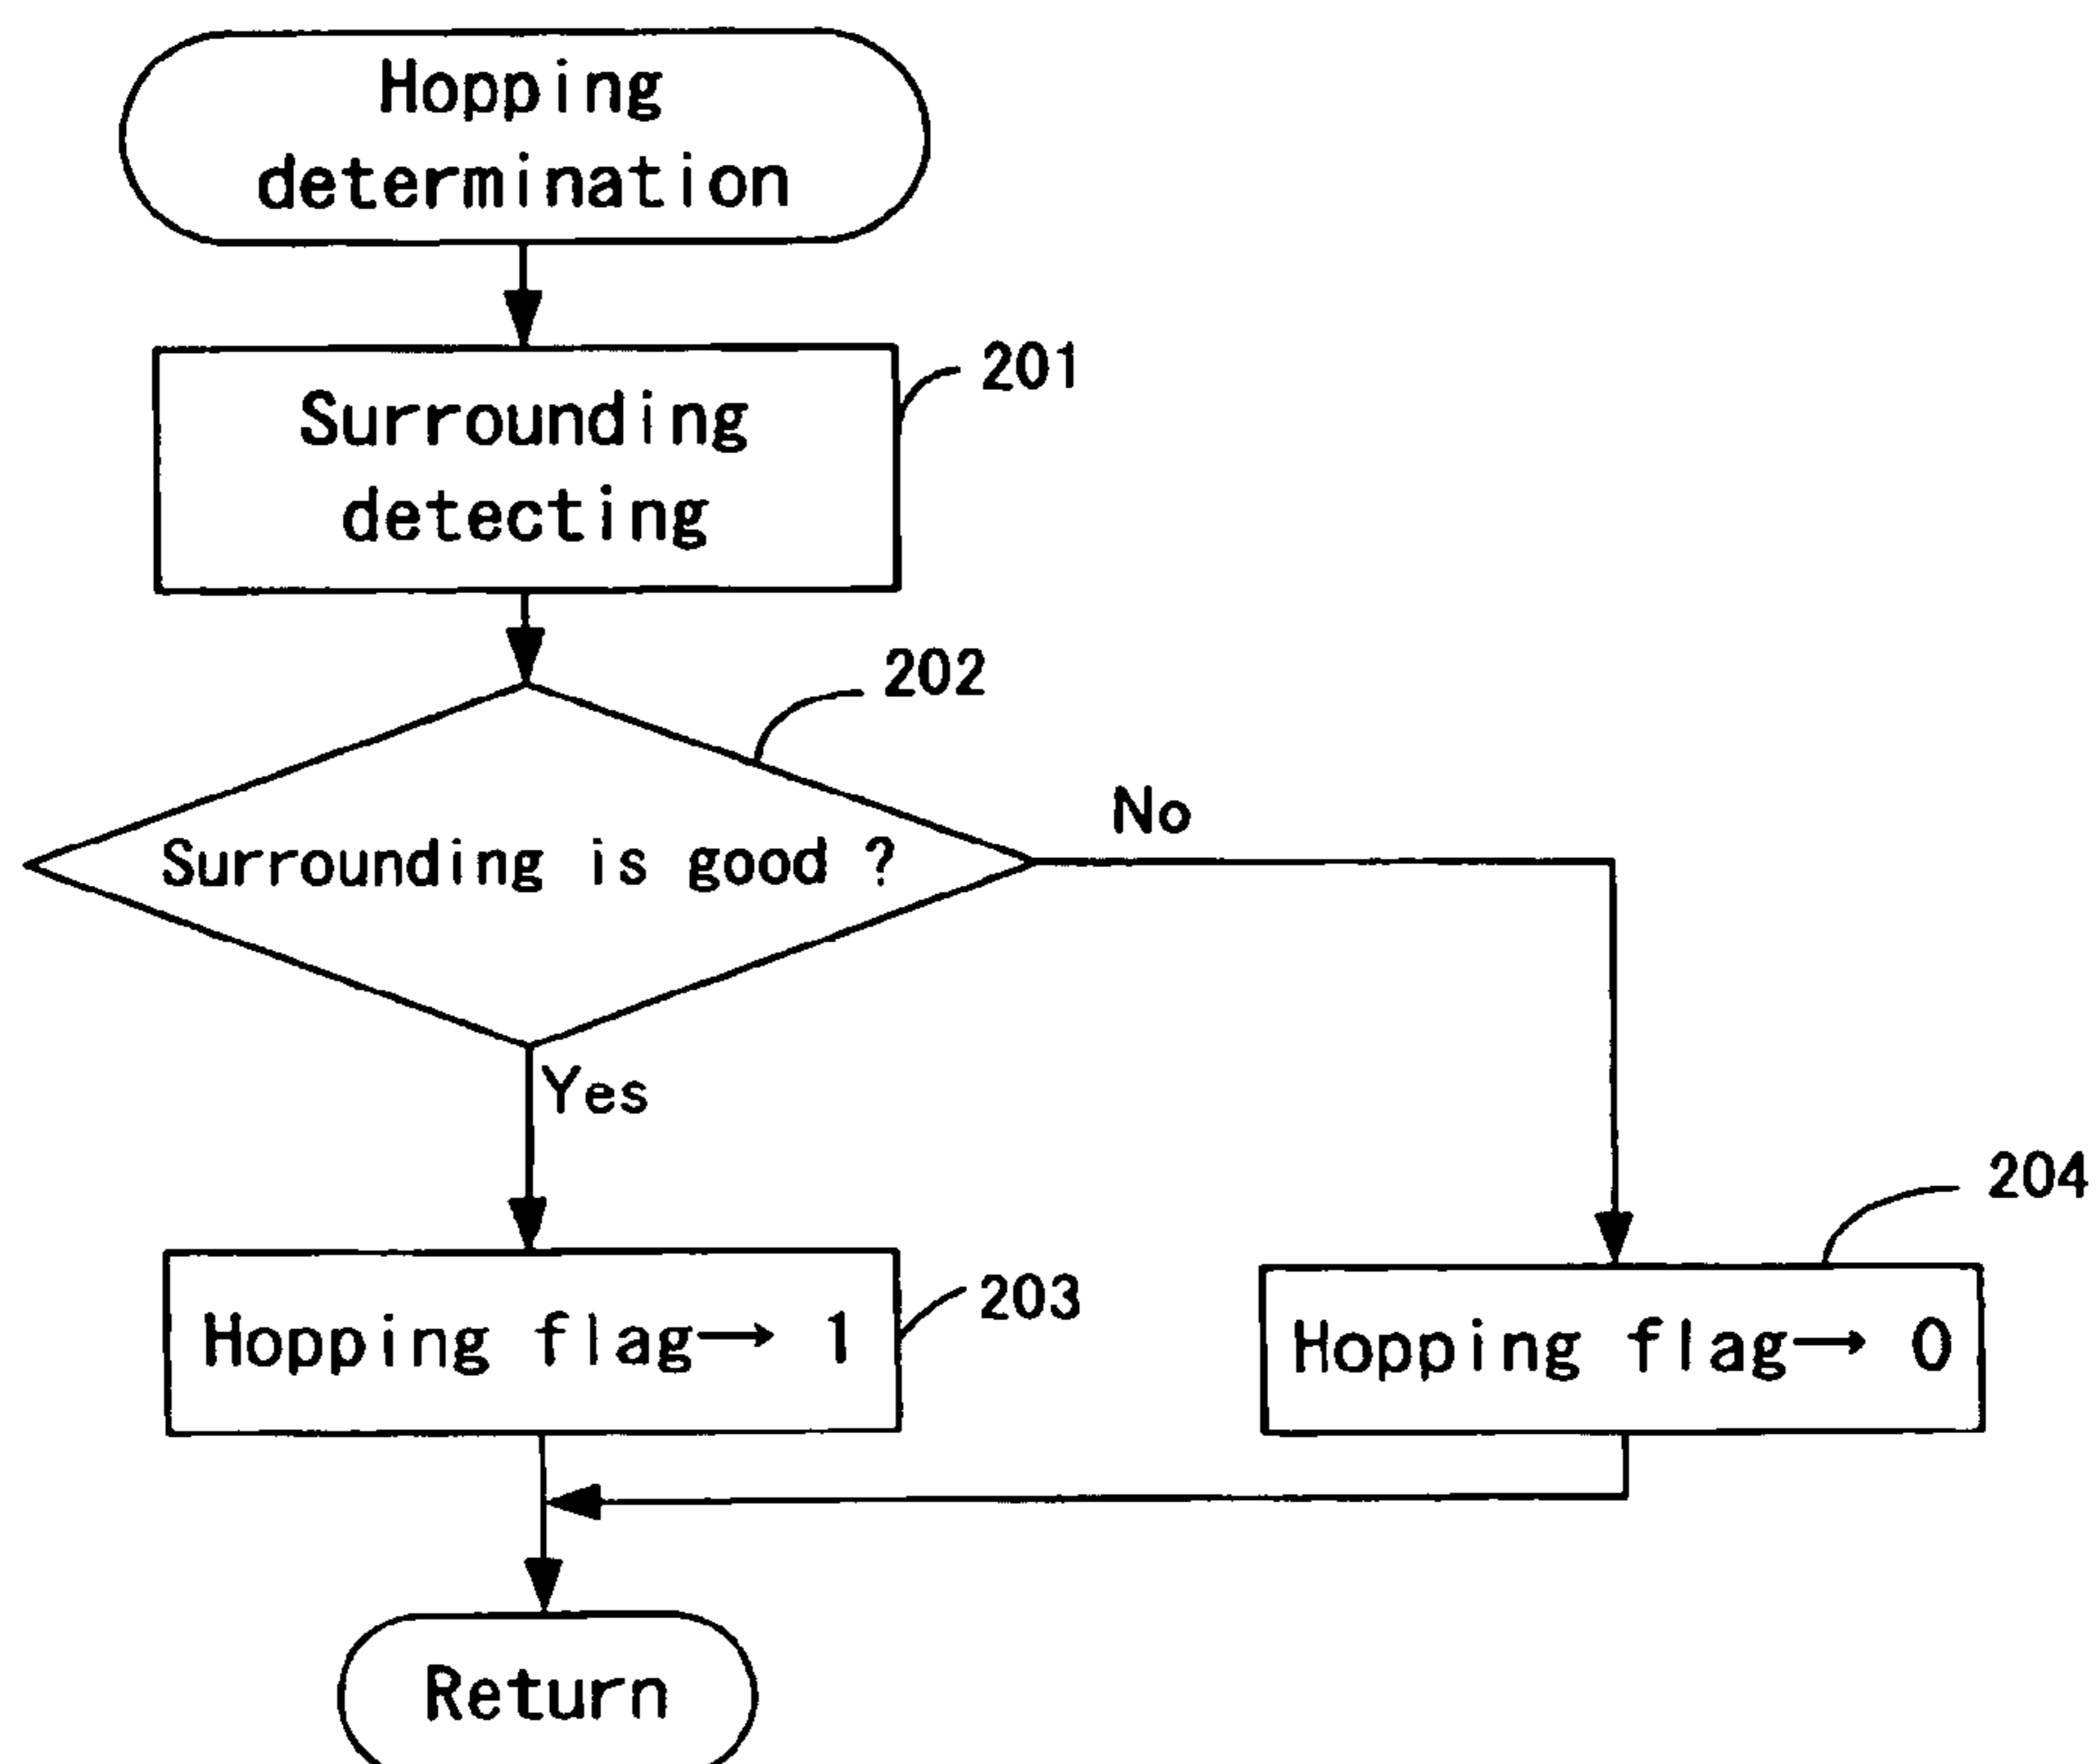 Hopping
determination
201
Surrounding
detecting
202
Surrounding is good ?
No
Yes
204
203
Hopping flag→ 1
Hopping flag→ 0
Return